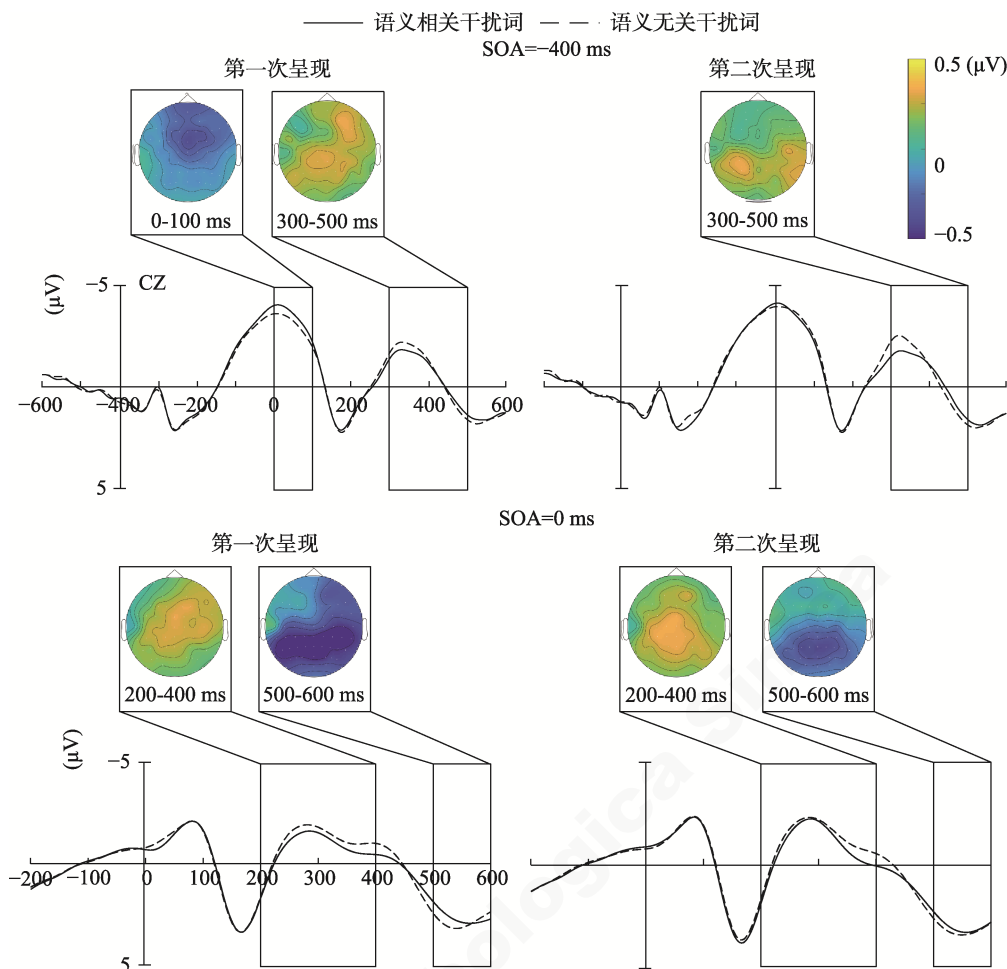 语义相关干扰词 语义无关干扰词
SOA=−400 ms
第一次呈现 第二次呈现
0-100 ms 300-500 ms 300-500 ms
0.5 (μV)
0
−0.5
(μV) −5 CZ
−600 −400 −200 0 200 400 600
5
SOA=0 ms
第一次呈现 第二次呈现
200-400 ms 500-600 ms 200-400 ms 500-600 ms
(μV) −5
−200 −100 0 100 200 300 400 500 600
5
ologica Sinica